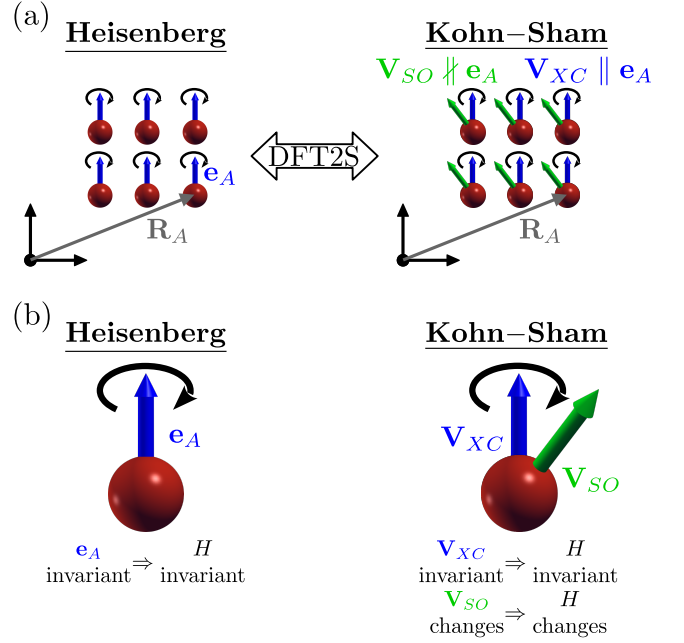 (a)
Heisenberg
Kohn−Sham
V_SO ∦ e_A
V_XC ∥ e_A
DFT2S
e_A
R_A
R_A
(b)
Heisenberg
Kohn−Sham
e_A
V_XC
V_SO
e_A ⇒ H
invariant invariant
V_XC ⇒ H
invariant invariant
V_SO ⇒ H
changes changes